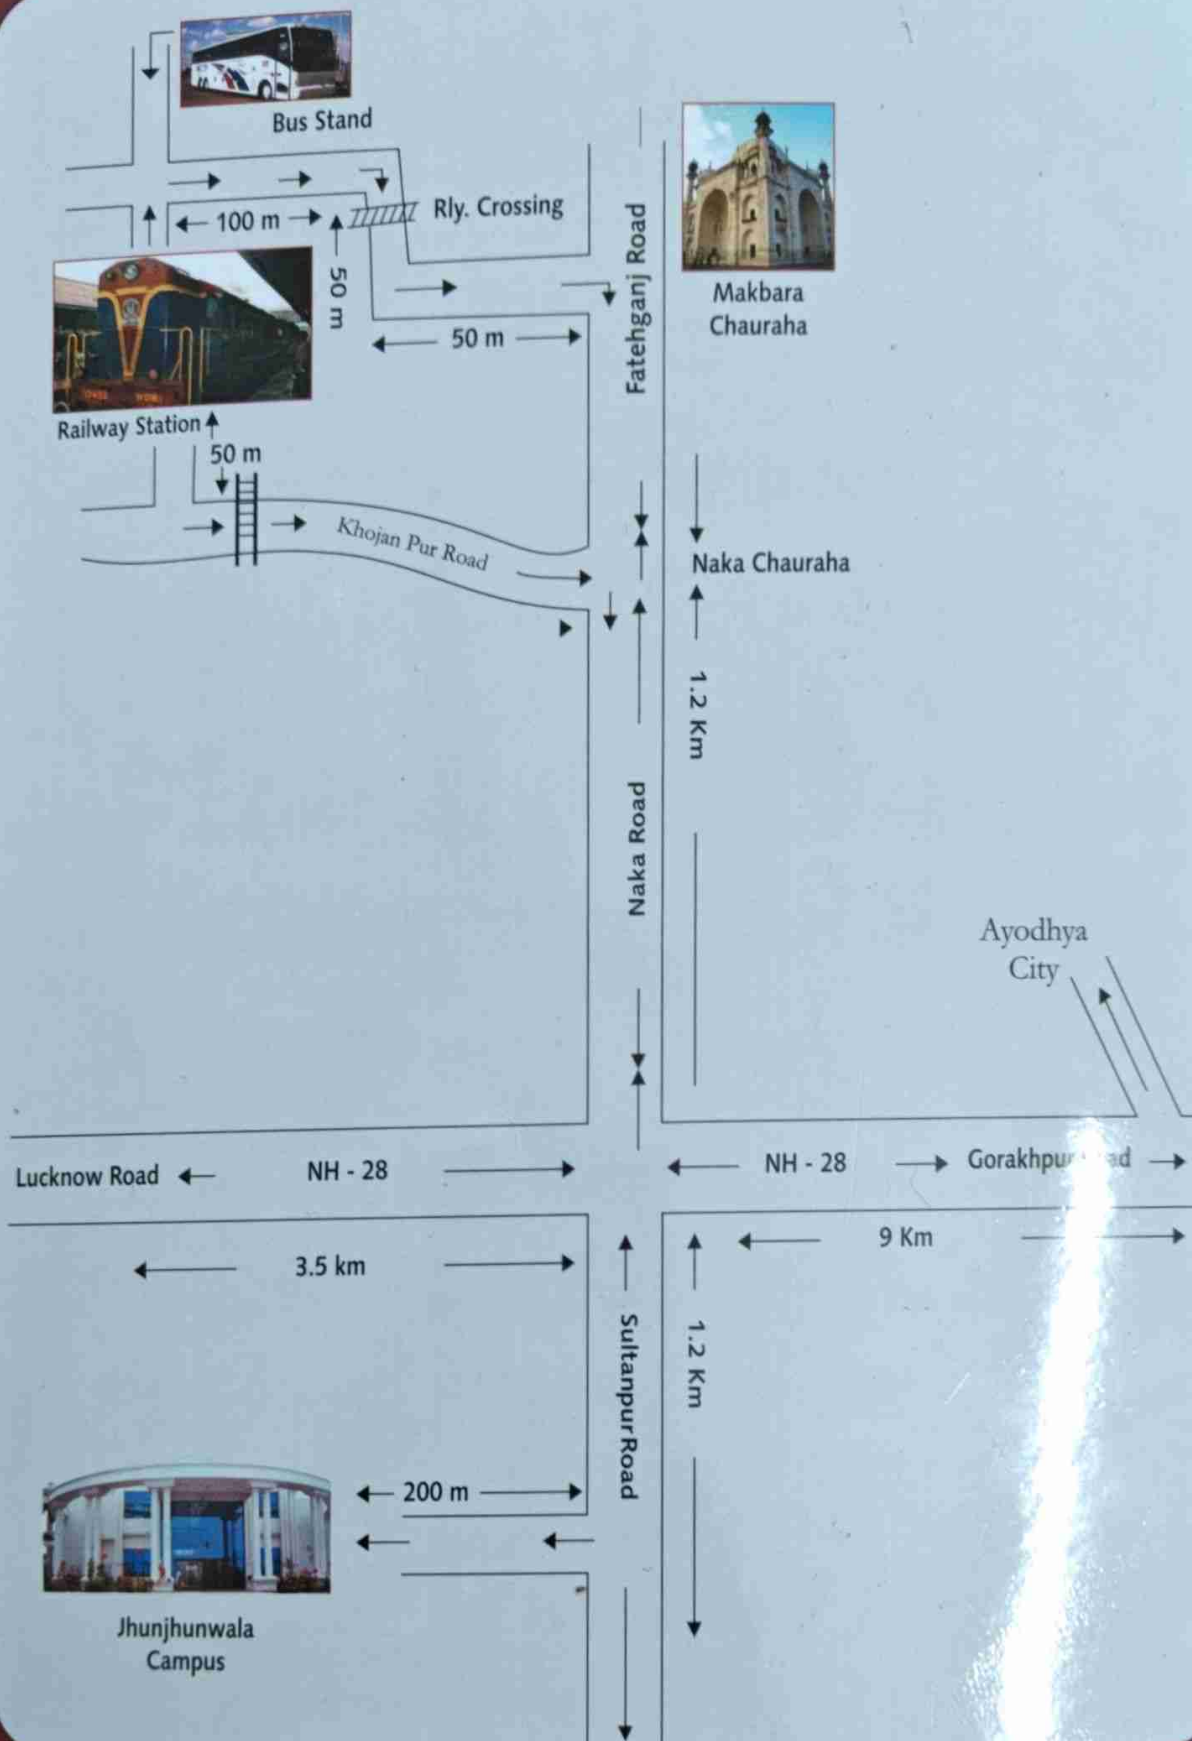 Bus Stand
Rly. Crossing
100 m
50 m
50 m
Fatehganj Road
Makbara
Chauraha
Railway Station
50 m
Khojan Pur Road
Naka Chauraha
1.2 Km
Naka Road
Ayodhya
City
Lucknow Road
NH - 28
NH - 28
Gorakhpur Road
3.5 km
9 Km
Sultanpur Road
1.2 Km
200 m
Jhunjhunwala
Campus